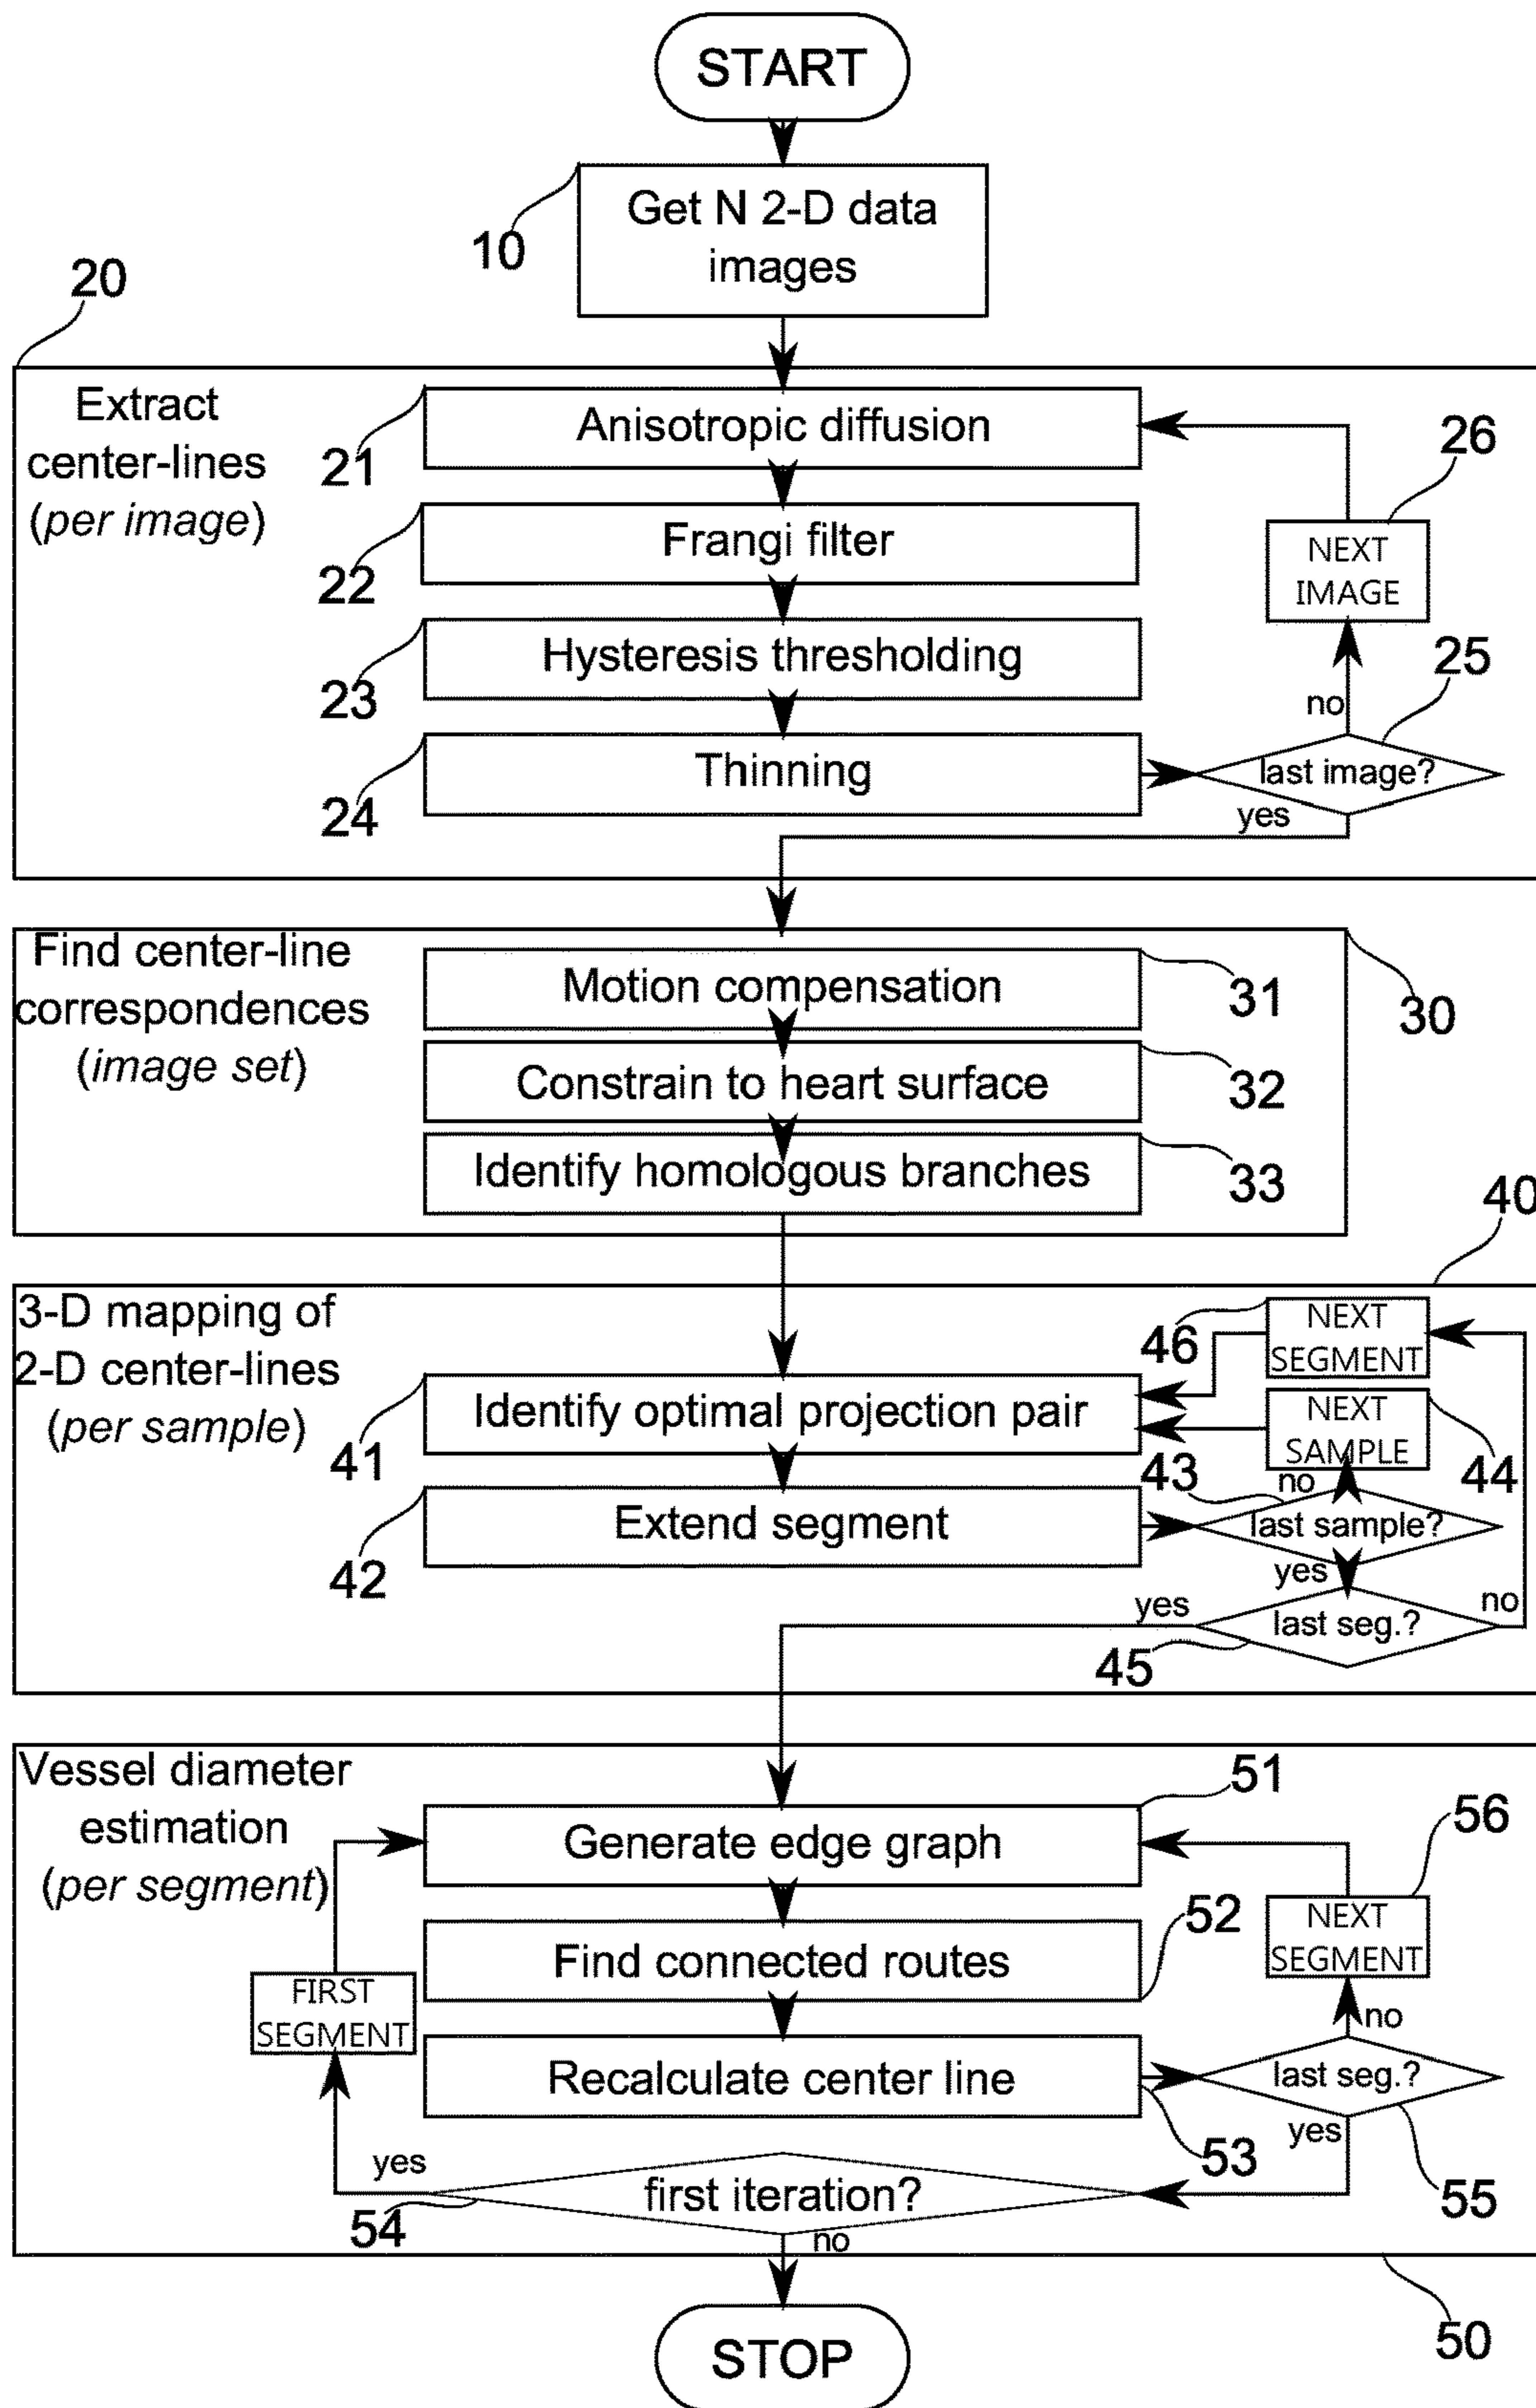 START
Get N 2-D data
images
10
20
Extract
center-lines
(per image)
Anisotropic diffusion
21
26
NEXT
IMAGE
Frangi filter
22
Hysteresis thresholding
23
25
no
Thinning
24
last image?
yes
Find center-line
correspondences
(image set)
Motion compensation
31
30
Constrain to heart surface
32
Identify homologous branches
33
40
3-D mapping of
2-D center-lines
(per sample)
46
NEXT
SEGMENT
Identify optimal projection pair
41
NEXT
SAMPLE
44
43
no
Extend segment
42
last sample?
yes
no
yes
last seg.?
45
Vessel diameter
estimation
(per segment)
51
Generate edge graph
56
NEXT
SEGMENT
52
Find connected routes
FIRST
SEGMENT
no
Recalculate center line
53
last seg.?
yes
55
yes
first iteration?
54
no
50
STOP